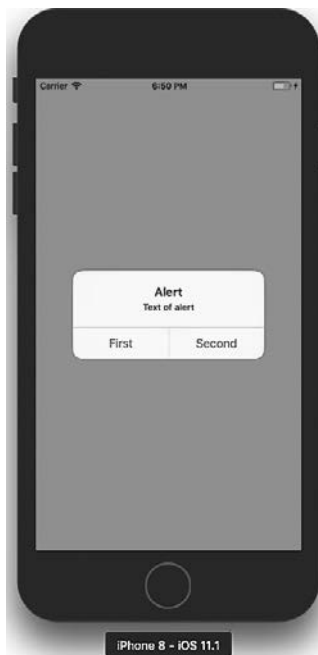 Carrier 6:50 PM
Alert
Text of alert
First Second
iPhone 8 - iOS 11.1